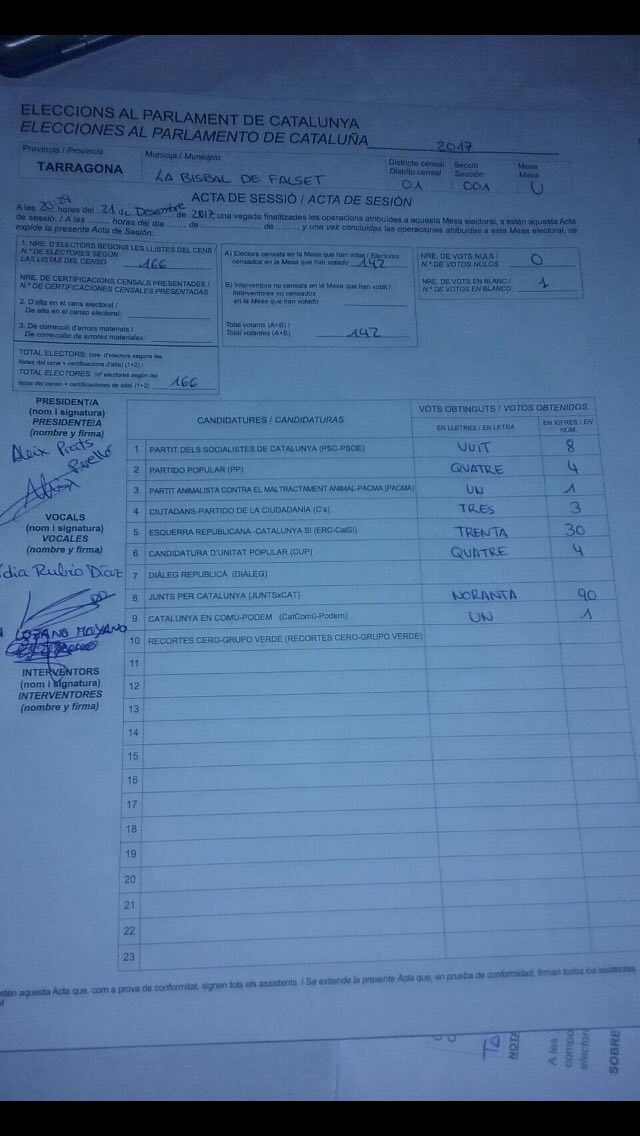 ELECCIONS AL PARLAMENT DE CATALUNYA
ELECCIONES AL PARLAMENTO DE CATALUÑA 2017
Província / Provincia
TARRAGONA
Municipi / Municipio
LA BISBAL DE FALSET
Districte censal
Distrito censal
01
Secció
Sección
001
Mesa
Mesa
U
ACTA DE SESSIÓ / ACTA DE SESIÓN
A les 20:29 hores del 21 de Desembre de 2017, una vegada finalitzades les operacions atribuïdes a aquesta Mesa electoral, s'estén aquesta Acta
de sessió: / A las ........ horas del día ........ de ........ de ........, y una vez concluidas las operaciones atribuidas a esta Mesa electoral, se
expide la presente Acta de Sesión:
1. NRE. D'ELECTORS SEGONS LES LLISTES DEL CENS /
N.º DE ELECTORES SEGÚN
LAS LISTAS DEL CENSO 166
NRE. DE CERTIFICACIONS CENSALS PRESENTADES /
N.º DE CERTIFICACIONES CENSALES PRESENTADAS
2. D'alta en el cens electoral /
De alta en el censo electoral:
3. De correcció d'errors materials /
De corrección de errores materiales:
TOTAL ELECTORS: (nre. d'electors segons les
llistes del cens + certificacions d'alta) (1+2) /
TOTAL ELECTORES: (nº electores según las
listas del censo + certificaciones de alta) (1+2) 166
A) Electors censats en la Mesa que han votat / Electores
censados en la Mesa que han votado 142
B) Interventors no censats en la Mesa que han votat /
Interventores no censados
en la Mesa que han votado
Total votants (A+B) /
Total votantes (A+B) 142
NRE. DE VOTS NULS /
N.º DE VOTOS NULOS 0
NRE. DE VOTS EN BLANC /
N.º DE VOTOS EN BLANCO 1
PRESIDENT/A
(nom i signatura)
PRESIDENTE/A
(nombre y firma)
VOCALS
(nom i signatura)
VOCALES
(nombre y firma)
dia Rubio Díaz
LOZANO MOYANO
INTERVENTORS
(nom i signatura)
INTERVENTORES
(nombre y firma)
CANDIDATURES / CANDIDATURAS
VOTS OBTINGUTS / VOTOS OBTENIDOS
EN LLETRES / EN LETRA
EN XIFRES / EN NÚM.
1 PARTIT DELS SOCIALISTES DE CATALUNYA (PSC-PSOE) VUIT 8
2 PARTIDO POPULAR (PP) QUATRE 4
3 PARTIT ANIMALISTA CONTRA EL MALTRACTAMENT ANIMAL-PACMA (PACMA) UN 1
4 CIUTADANS-PARTIDO DE LA CIUDADANÍA (C's) TRES 3
5 ESQUERRA REPUBLICANA -CATALUNYA SÍ (ERC-CatSí) TRENTA 30
6 CANDIDATURA D'UNITAT POPULAR (CUP) QUATRE 4
7 DIÀLEG REPUBLICÀ (DIÀLEG)
8 JUNTS PER CATALUNYA (JUNTSxCAT) NORANTA 90
9 CATALUNYA EN COMÚ-PODEM (CatComú-Podem) UN 1
10 RECORTES CERO-GRUPO VERDE (RECORTES CERO-GRUPO VERDE)
11
12
13
14
15
16
17
18
19
20
21
22
23
stén aquesta Acta que, com a prova de conformitat, signen tots els assistents. / Se extiende la presente Acta que, en prueba de conformidad, firman todos los asistentes
NOTA
A les
compo
elector
SOBRE